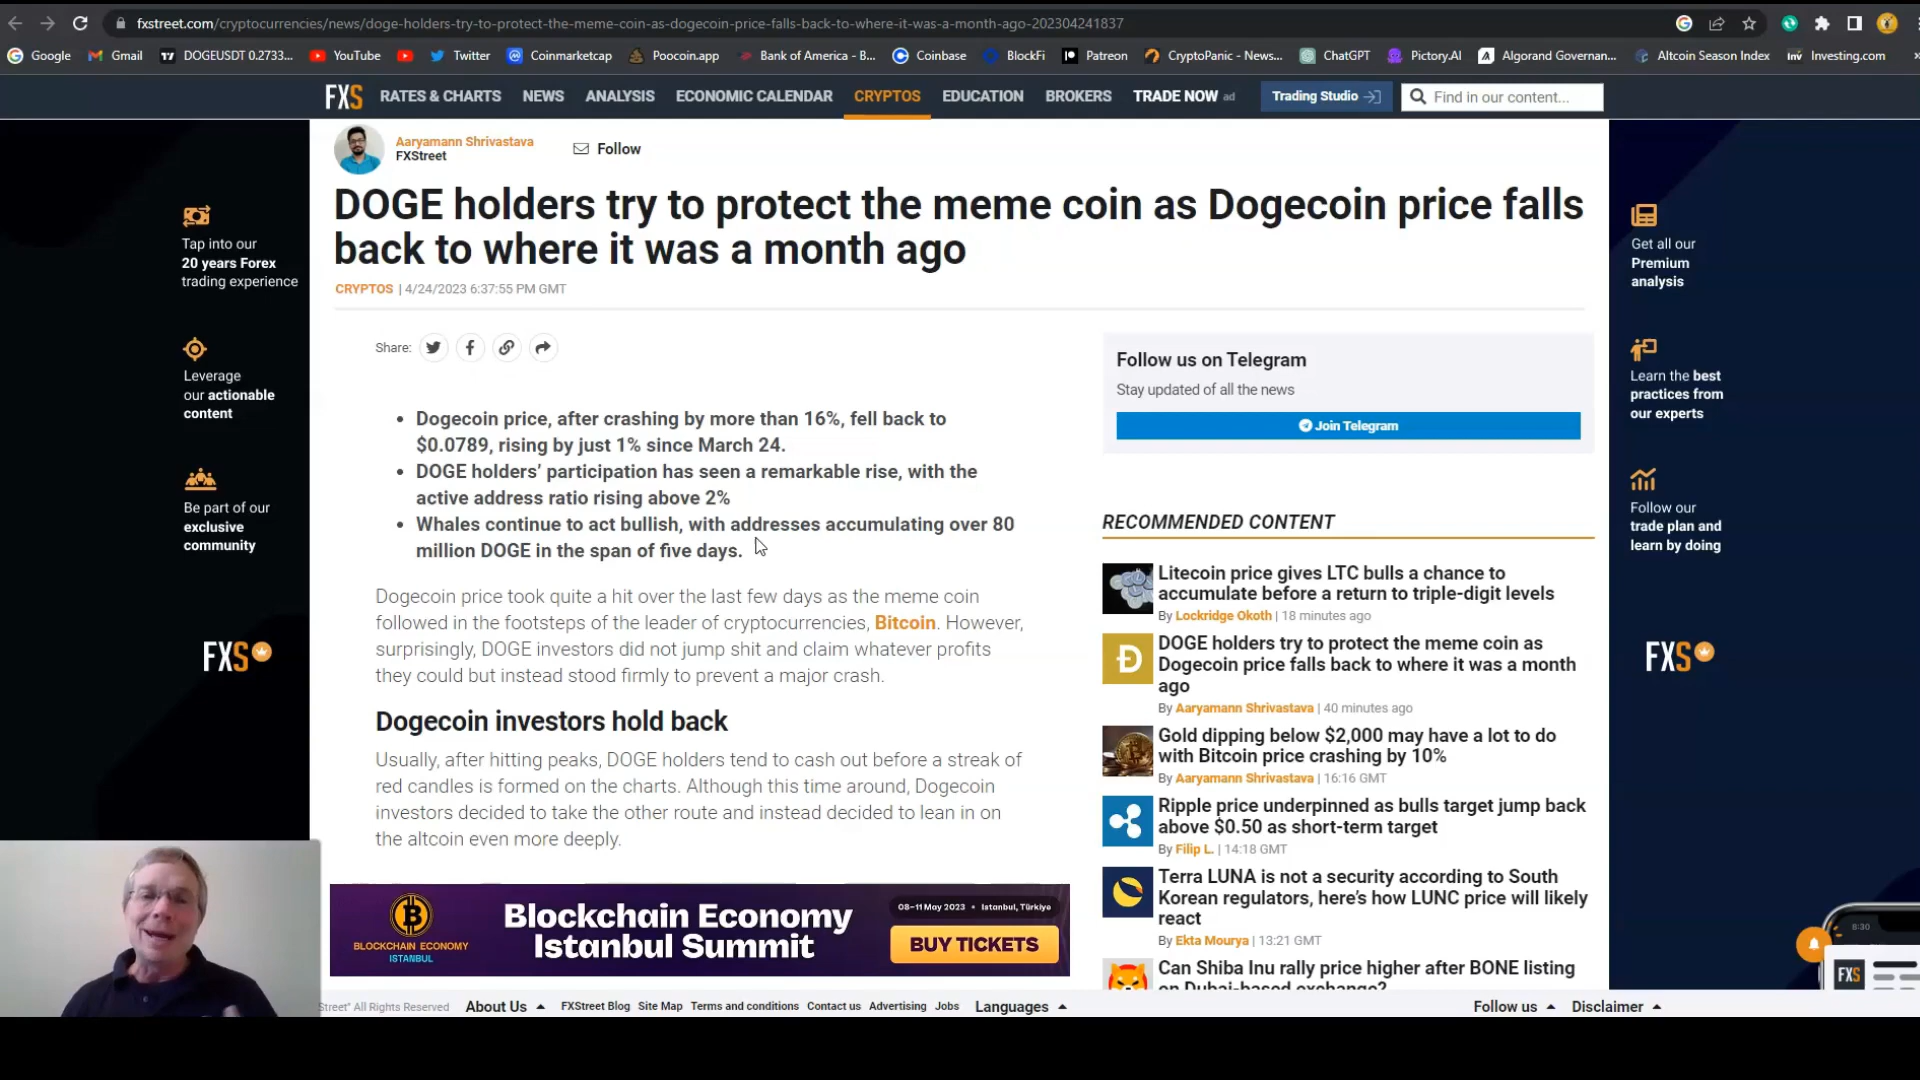 fxstreet.com/cryptocurrencies/news/doge-holders-try-to-protect-the-meme-coin-as-dogecoin-price-falls-back-to-where-it-was-a-month-ago-202304241837
Google Gmail DOGEUSDT 0.2733... YouTube Twitter Coinmarketcap Poocoin.app Bank of America - B... Coinbase BlockFi Patreon CryptoPanic - News... ChatGPT Pictory.AI Algorand Governan... Altcoin Season Index Investing.com
FXS RATES & CHARTS NEWS ANALYSIS ECONOMIC CALENDAR CRYPTOS EDUCATION BROKERS TRADE NOW ad Trading Studio Find in our content...
Aaryamann Shrivastava
FXStreet
Follow
DOGE holders try to protect the meme coin as Dogecoin price falls
back to where it was a month ago
CRYPTOS | 4/24/2023 6:37:55 PM GMT
Share:
• Dogecoin price, after crashing by more than 16%, fell back to
$0.0789, rising by just 1% since March 24.
• DOGE holders’ participation has seen a remarkable rise, with the
active address ratio rising above 2%
• Whales continue to act bullish, with addresses accumulating over 80
million DOGE in the span of five days.
Dogecoin price took quite a hit over the last few days as the meme coin
followed in the footsteps of the leader of cryptocurrencies, Bitcoin. However,
surprisingly, DOGE investors did not jump shit and claim whatever profits
they could but instead stood firmly to prevent a major crash.
Dogecoin investors hold back
Usually, after hitting peaks, DOGE holders tend to cash out before a streak of
red candles is formed on the charts. Although this time around, Dogecoin
investors decided to take the other route and instead decided to lean in on
the altcoin even more deeply.
BLOCKCHAIN ECONOMY
ISTANBUL
Blockchain Economy
Istanbul Summit
08-11 May 2023 • Istanbul, Türkiye
BUY TICKETS
Follow us on Telegram
Stay updated of all the news
Join Telegram
RECOMMENDED CONTENT
Litecoin price gives LTC bulls a chance to
accumulate before a return to triple-digit levels
By Lockridge Okoth | 18 minutes ago
DOGE holders try to protect the meme coin as
Dogecoin price falls back to where it was a month
ago
By Aaryamann Shrivastava | 40 minutes ago
Gold dipping below $2,000 may have a lot to do
with Bitcoin price crashing by 10%
By Aaryamann Shrivastava | 16:16 GMT
Ripple price underpinned as bulls target jump back
above $0.50 as short-term target
By Filip L. | 14:18 GMT
Terra LUNA is not a security according to South
Korean regulators, here's how LUNC price will likely
react
By Ekta Mourya | 13:21 GMT
Can Shiba Inu rally price higher after BONE listing
on Dubai-based exchange?
Tap into our
20 years Forex
trading experience
Leverage
our actionable
content
Be part of our
exclusive
community
FXS
Get all our
Premium
analysis
Learn the best
practices from
our experts
Follow our
trade plan and
learn by doing
FXS
8:30
FXS
Street" All Rights Reserved About Us FXStreet Blog Site Map Terms and conditions Contact us Advertising Jobs Languages Follow us Disclaimer